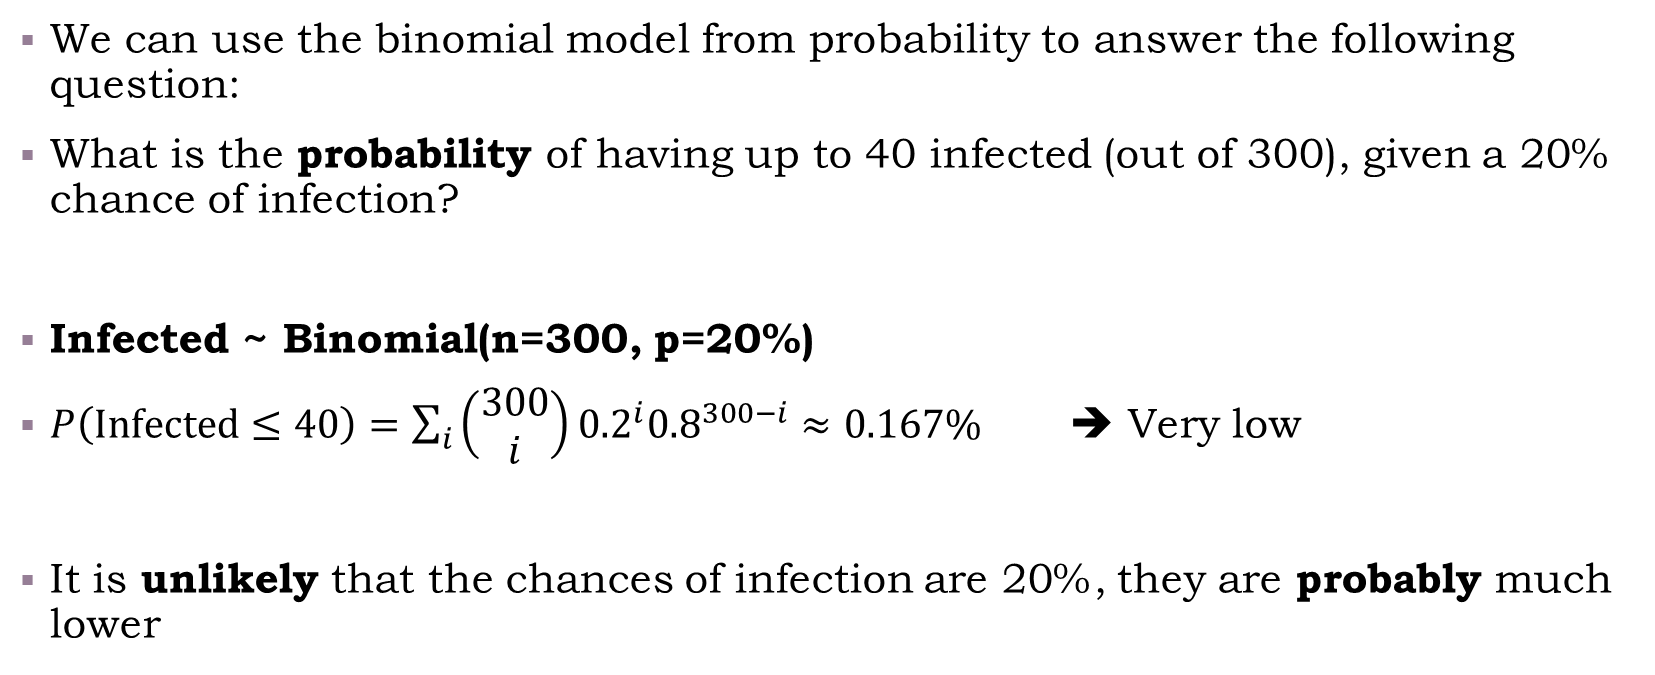 ▪ We can use the binomial model from probability to answer the following
question:
▪ What is the probability of having up to 40 infected (out of 300), given a 20%
chance of infection?
▪ Infected ~ Binomial(n=300, p=20%)
▪ P(Infected ≤ 40) = ∑ᵢ (300 i) 0.2ⁱ0.8³⁰⁰⁻ⁱ ≈ 0.167% ➔ Very low
▪ It is unlikely that the chances of infection are 20%, they are probably much
lower